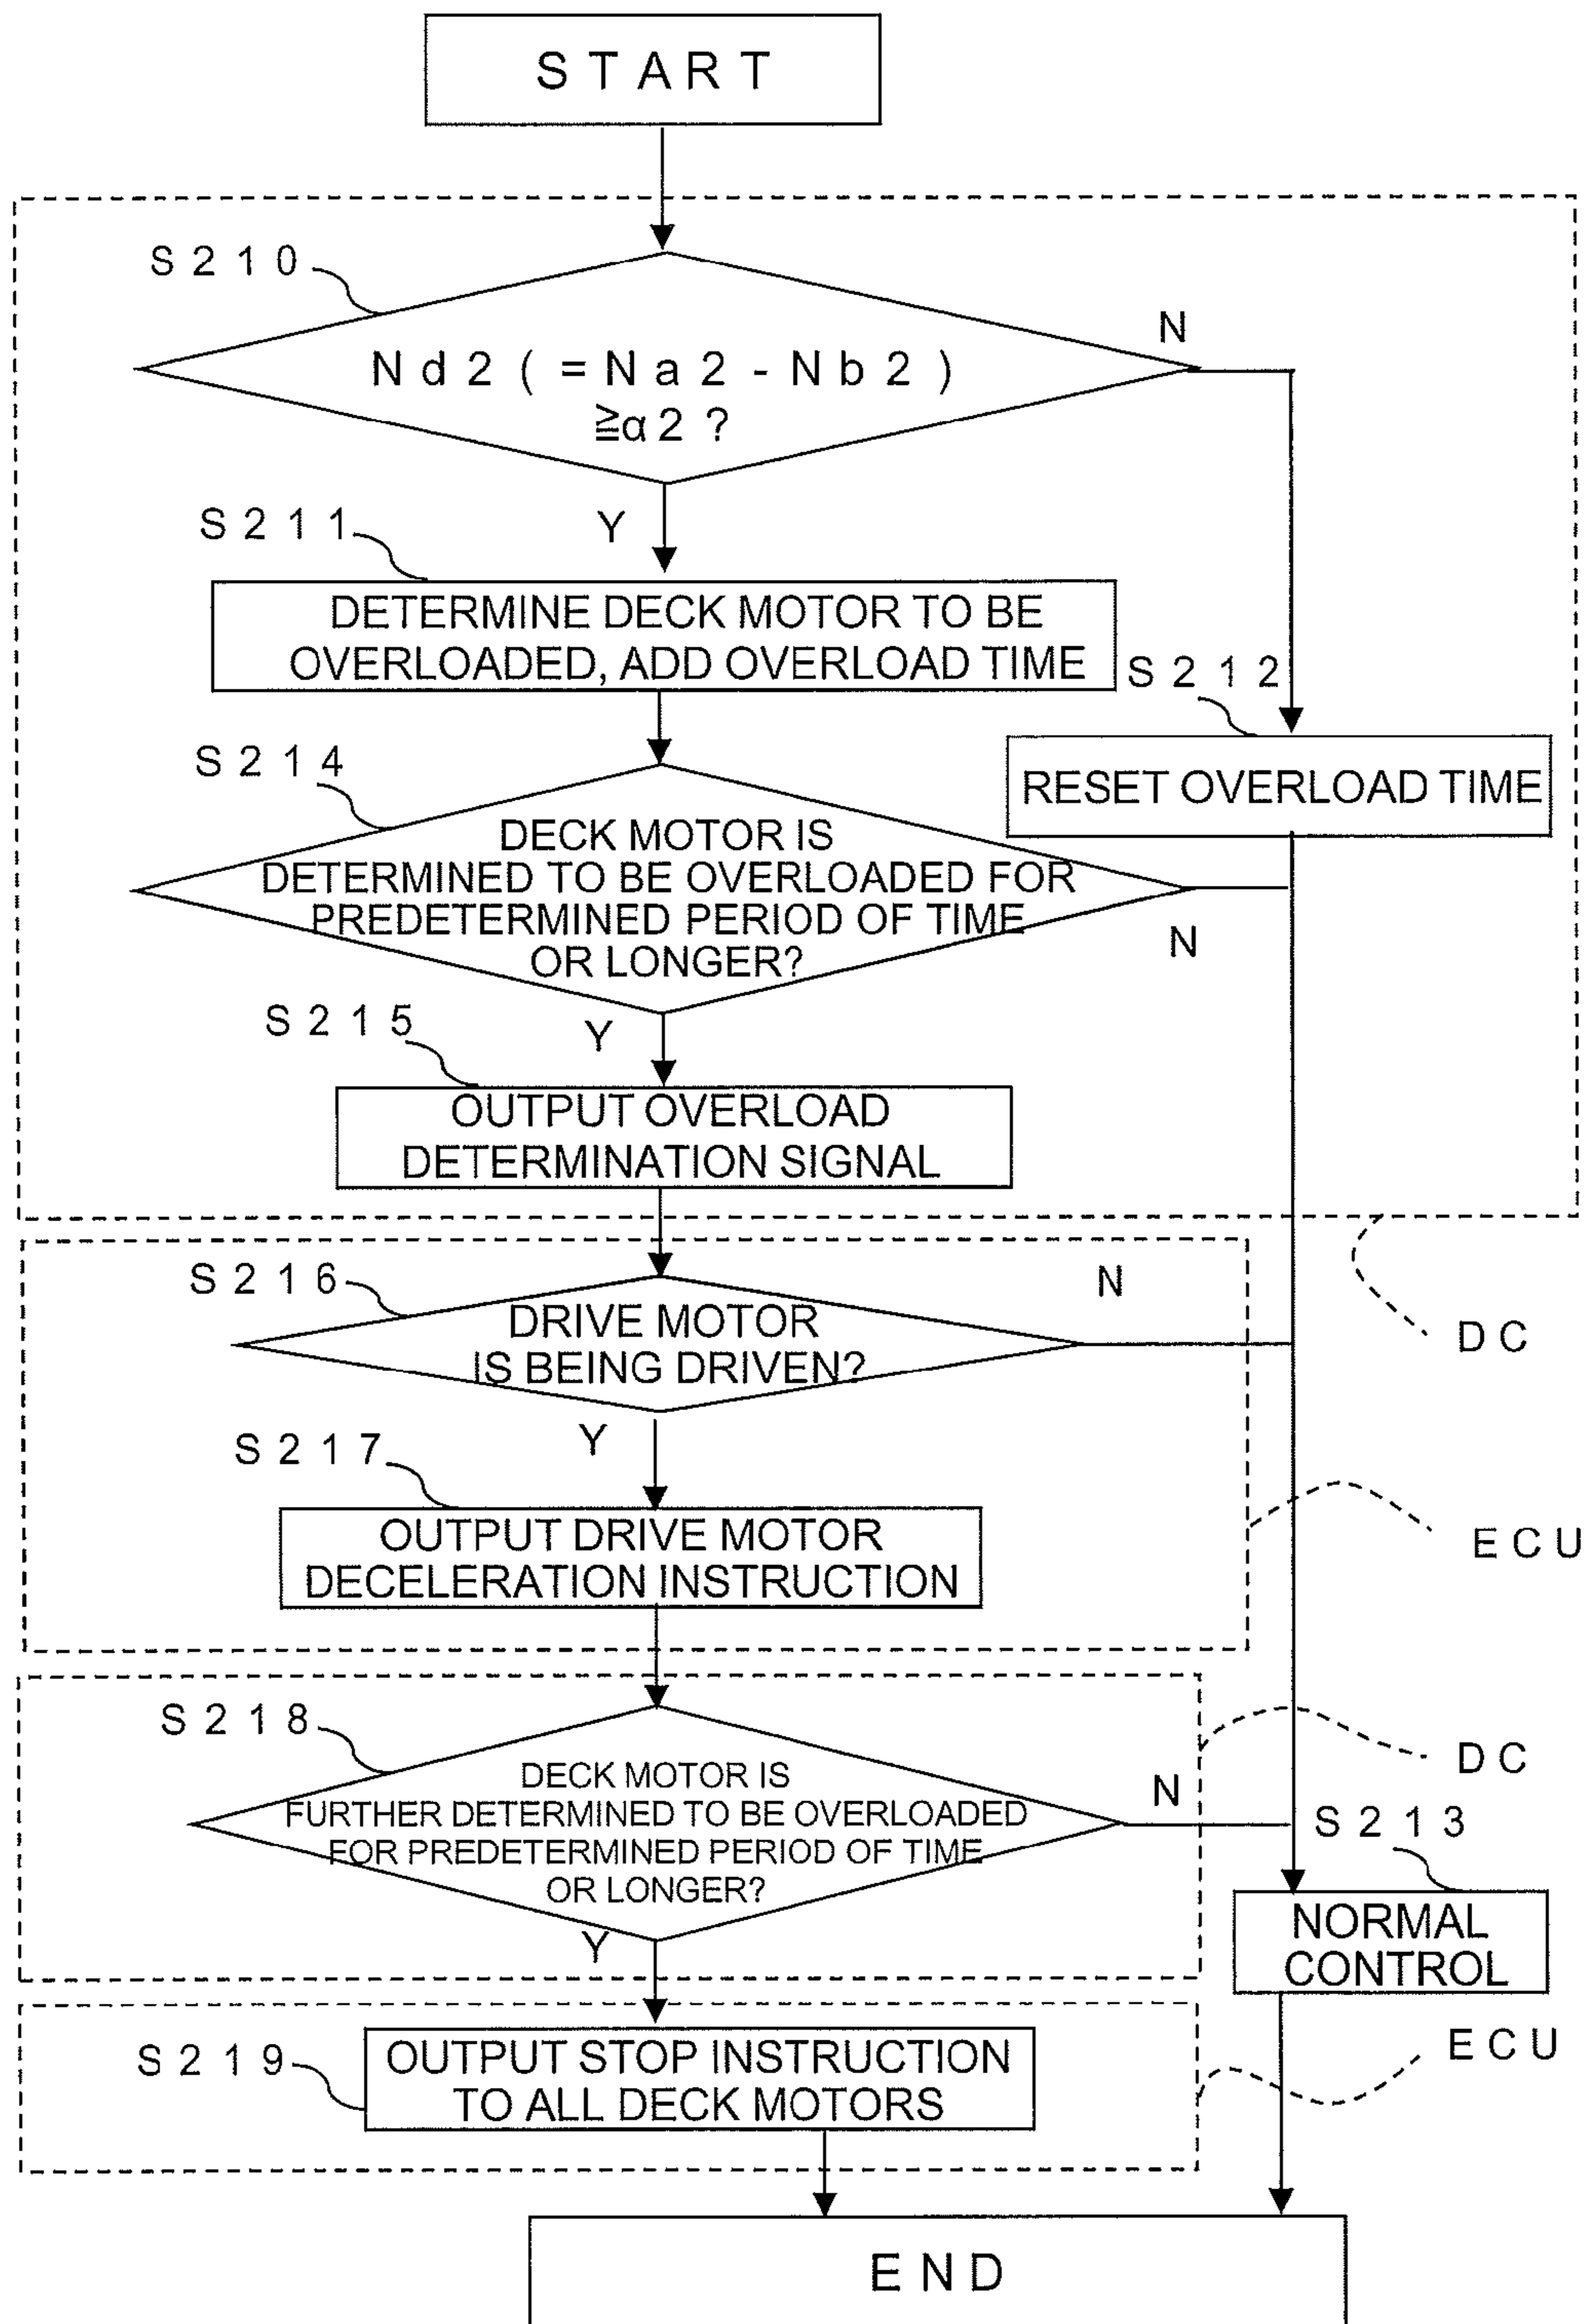 START
S210
N
Nd2(=Na2-Nb2)
≧α2?
Y
S211
DETERMINE DECK MOTOR TO BE
OVERLOADED, ADD OVERLOAD TIME
S212
RESET OVERLOAD TIME
S214
DECK MOTOR IS
DETERMINED TO BE OVERLOADED FOR
PREDETERMINED PERIOD OF TIME
OR LONGER?
N
Y
S215
OUTPUT OVERLOAD
DETERMINATION SIGNAL
DC
S216
N
DRIVE MOTOR
IS BEING DRIVEN?
Y
S217
OUTPUT DRIVE MOTOR
DECELERATION INSTRUCTION
ECU
S218
DECK MOTOR IS
FURTHER DETERMINED TO BE OVERLOADED
FOR PREDETERMINED PERIOD OF TIME
OR LONGER?
N
DC
Y
S213
NORMAL
CONTROL
S219
OUTPUT STOP INSTRUCTION
TO ALL DECK MOTORS
ECU
END